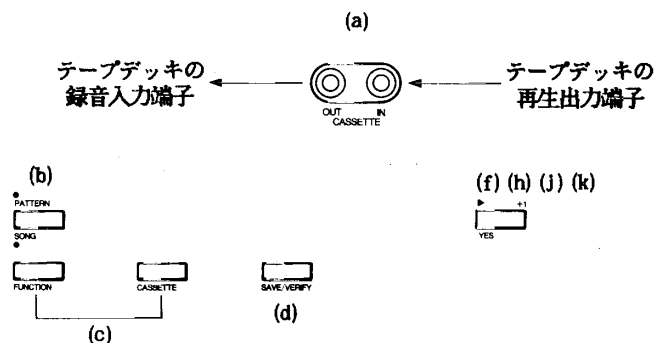 (a)
テープデッキの
録音入力端子
テープデッキの
再生出力端子
OUT IN
CASSETTE
(b)
(f) (h) (j) (k)
PATTERN
▶ +1
SONG
YES
FUNCTION
CASSETTE
SAVE/VERIFY
(c)
(d)